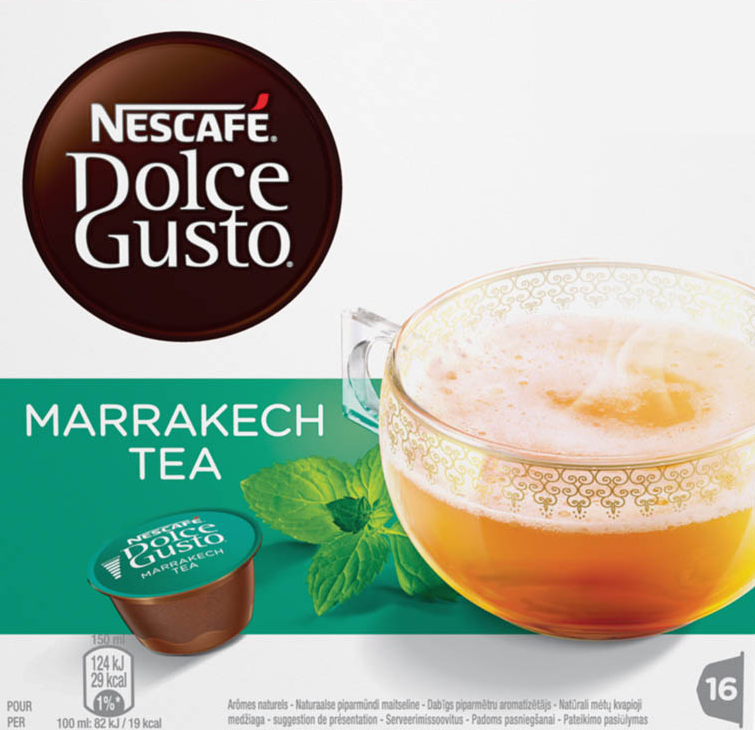 NESCAFÉ.
Dolce
Gusto.
MARRAKECH
TEA
NESCAFÉ
Dolce
Gusto.
MARRAKECH
TEA
150 ml
124 kJ
29 kcal
1%*
POUR
PER
100 ml: 82 kJ / 19 kcal
Arômes naturels - Naturaalse piparmündi maitseline - Dabīgs piparmētru aromatizētājs - Natūrali mėtų kvapioji
medžiaga - suggestion de présentation - Serveerimissoovitus - Padoms pasniegšanai - Pateikimo pasiūlymas
16